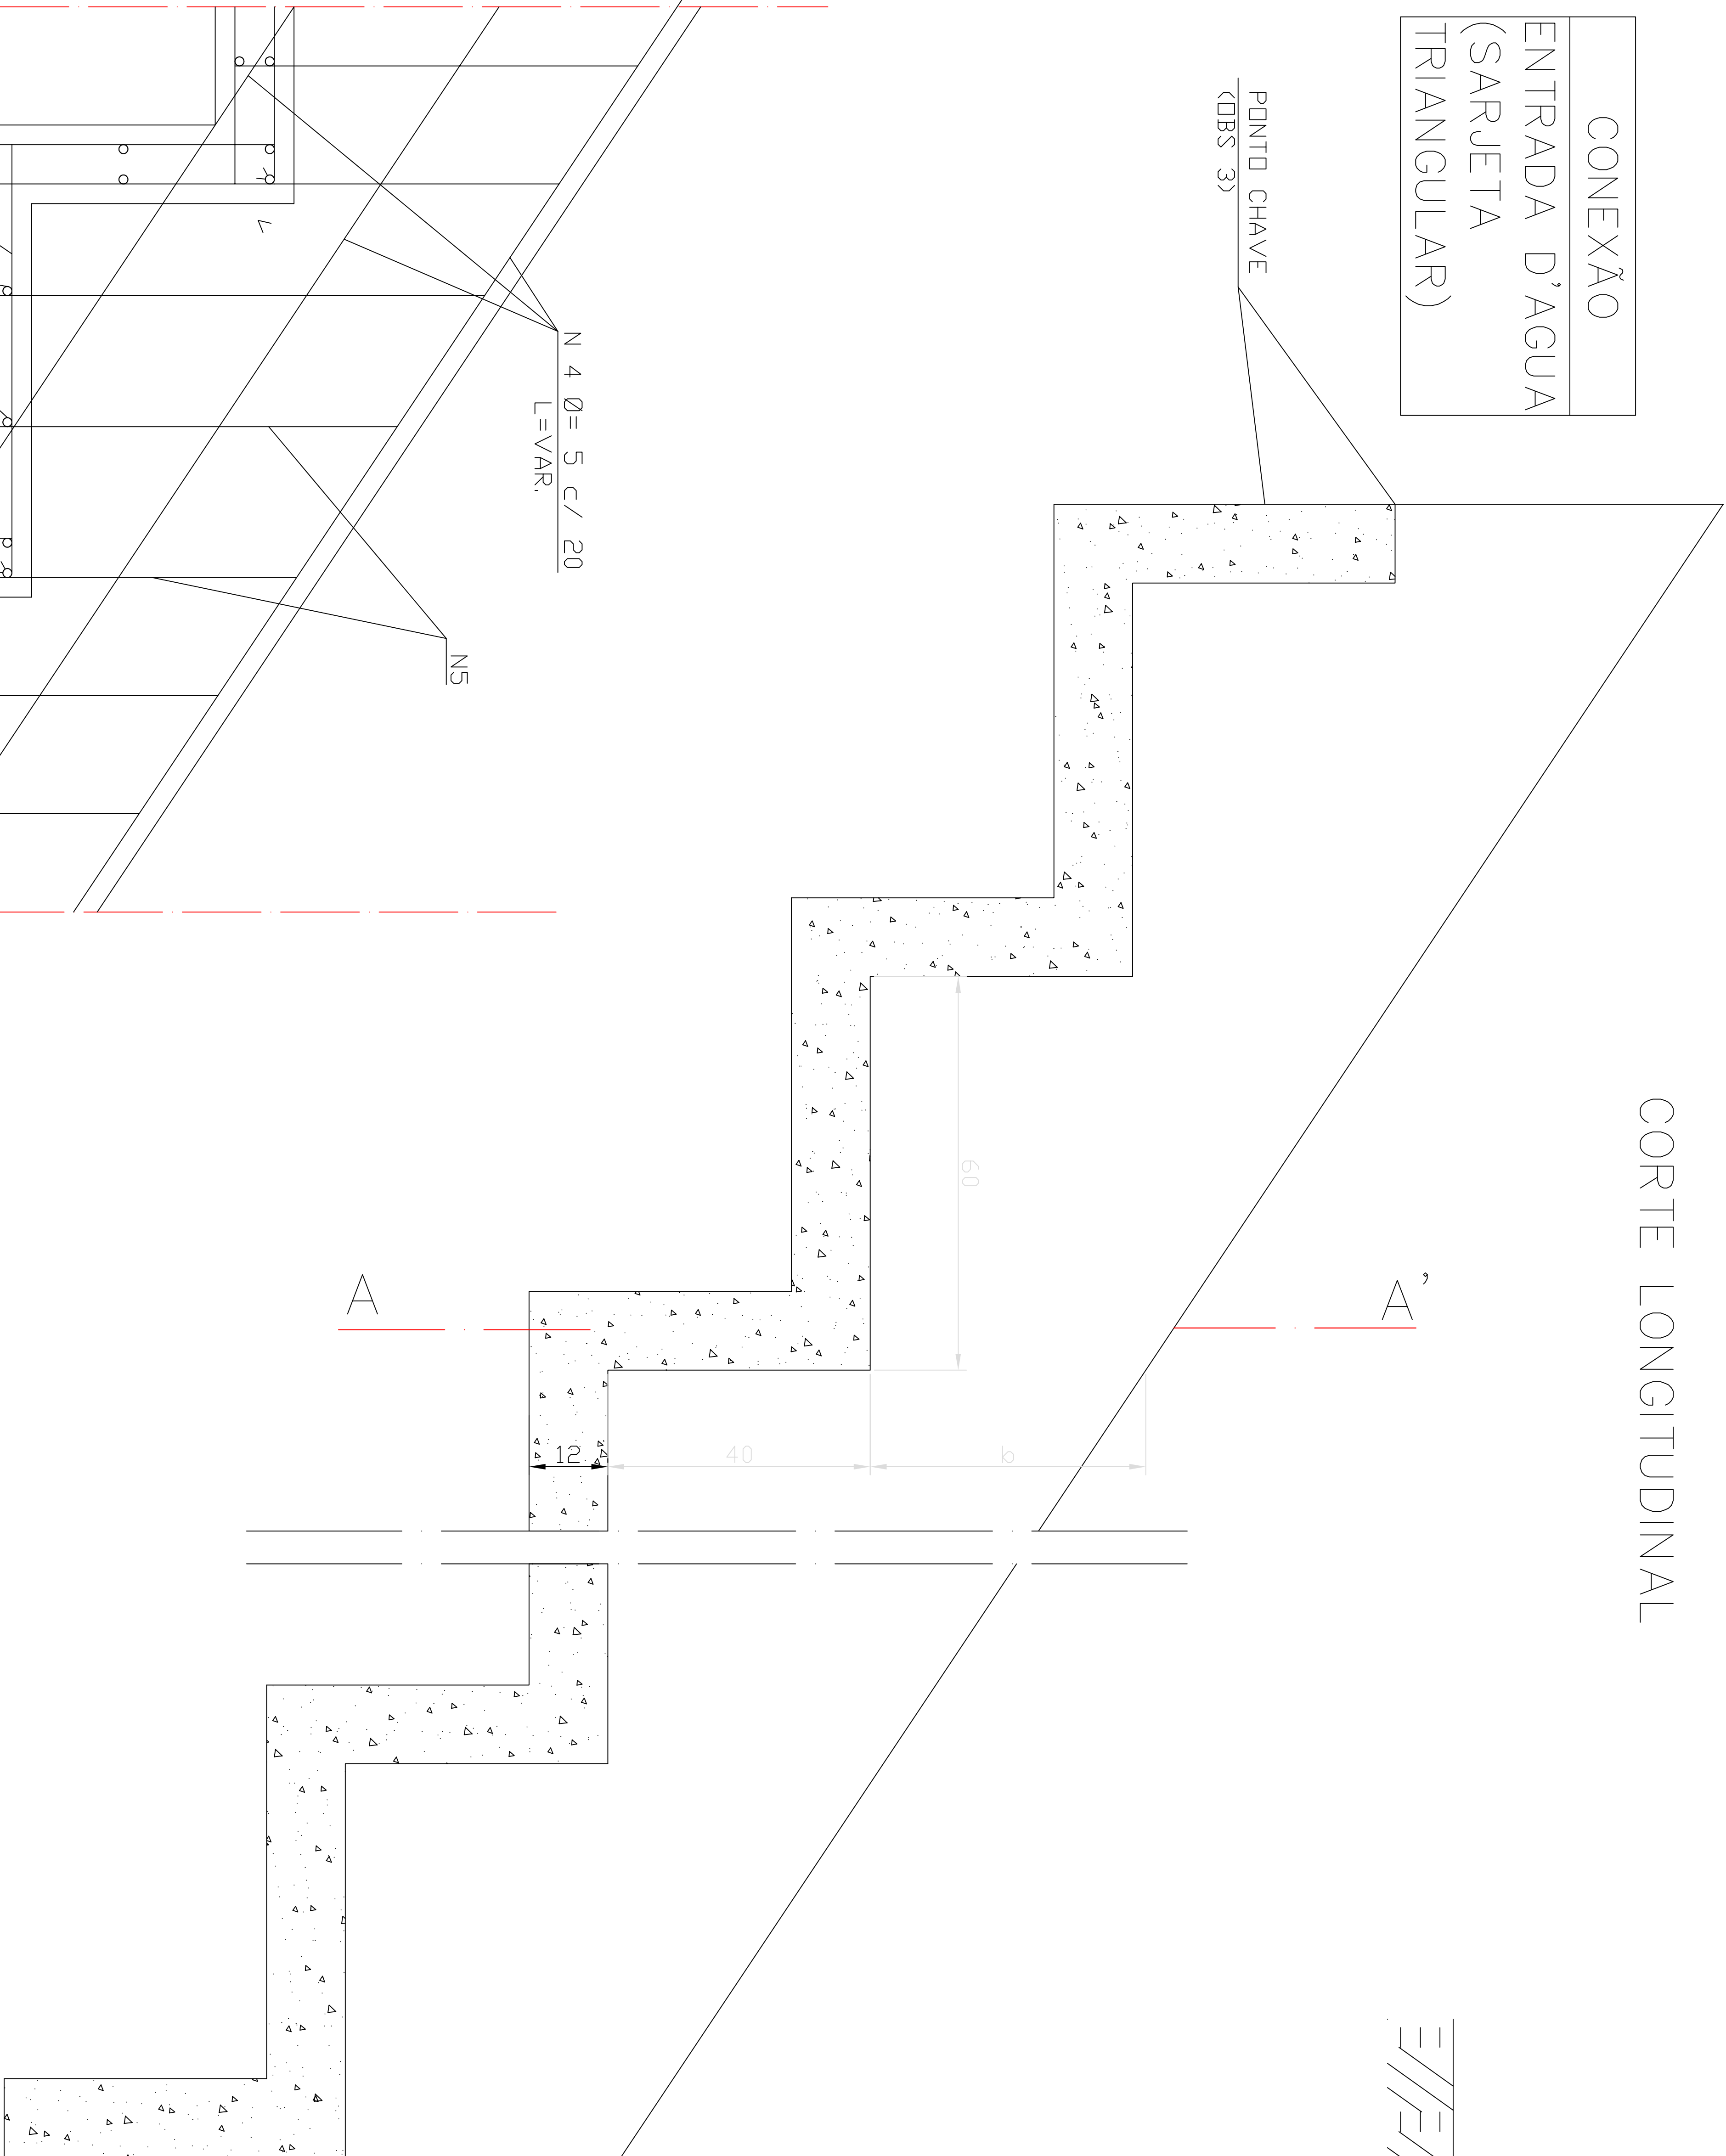 CONEXÃO
ENTRADA D'AGUA
(SARJETA
TRIANGULAR)
CORTE LONGITUDINAL
PONTO CHAVE
(OBS 3)
A'
60
b
40
12
A
N 4 Ø= 5 C/ 20
L=VAR.
N5